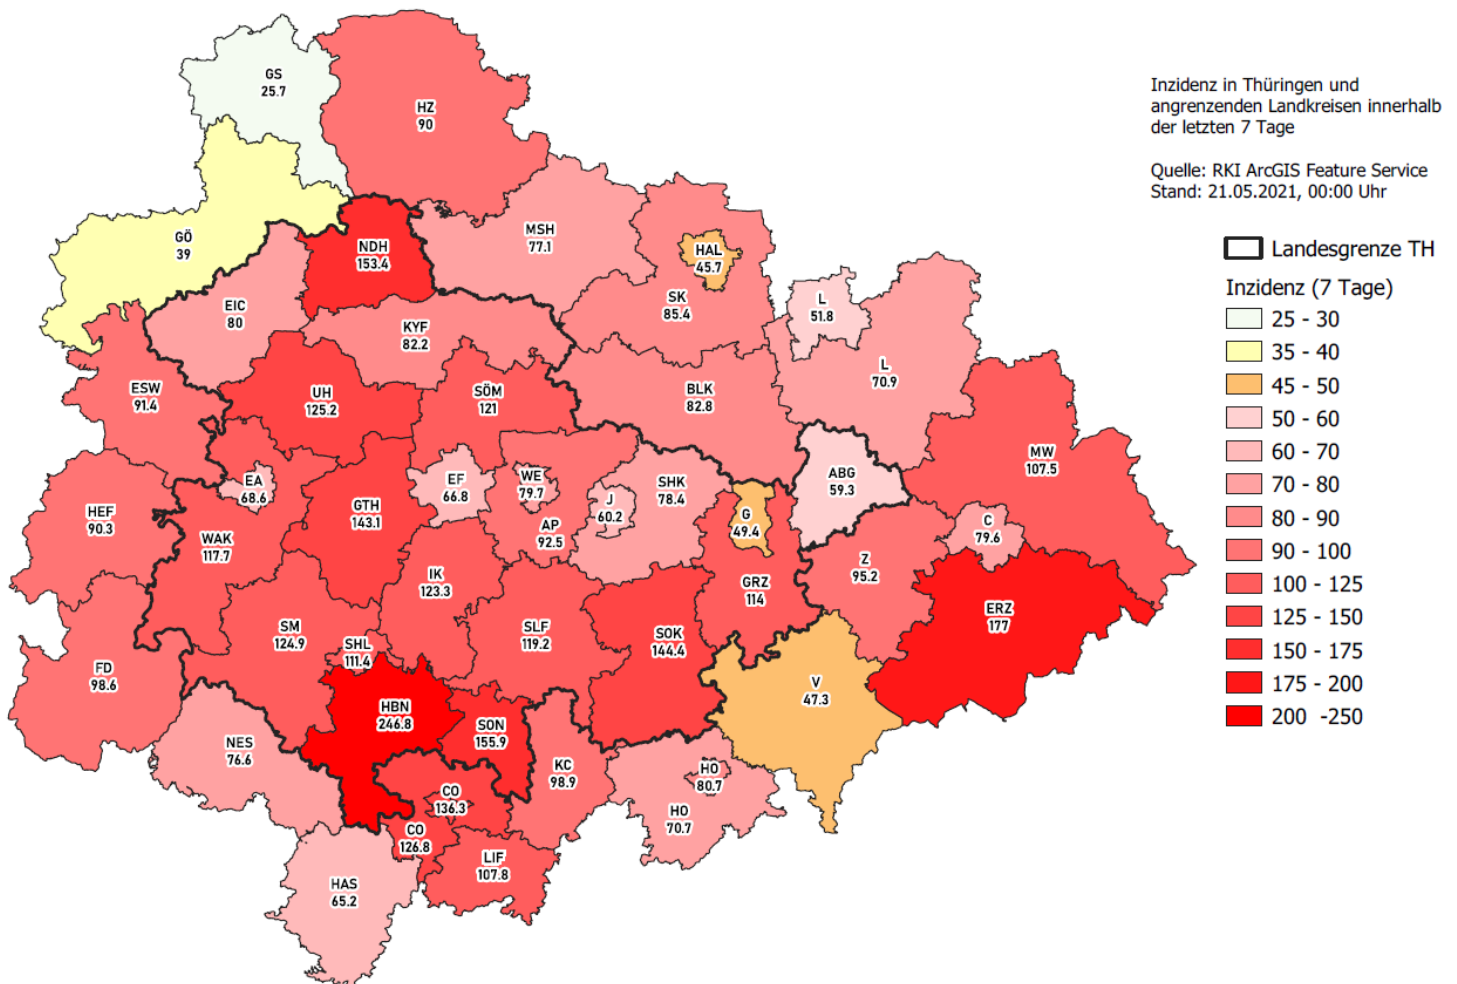 Inzidenz in Thüringen und
angrenzenden Landkreisen innerhalb
der letzten 7 Tage
Quelle: RKI ArcGIS Feature Service
Stand: 21.05.2021, 00:00 Uhr
Landesgrenze TH
Inzidenz (7 Tage)
25 - 30
35 - 40
45 - 50
50 - 60
60 - 70
70 - 80
80 - 90
90 - 100
100 - 125
125 - 150
150 - 175
175 - 200
200 -250
GS
25.7
HZ
90
GÖ
39
NDH
153.4
MSH
77.1
HAL
45.7
EIC
80
KYF
82.2
SK
85.4
L
51.8
L
70.9
ESW
91.4
UH
125.2
SÖM
121
BLK
82.8
MW
107.5
HEF
90.3
EA
68.6
GTH
143.1
EF
66.8
WE
79.7
AP
92.5
J
60.2
SHK
78.4
G
49.4
ABG
59.3
C
79.6
WAK
117.7
IK
123.3
GRZ
114
Z
95.2
ERZ
177
FD
98.6
SM
124.9
SHL
111.4
SLF
119.2
SOK
144.4
V
47.3
HBN
246.8
SON
155.9
NES
76.6
KC
98.9
HO
80.7
HO
70.7
CO
136.3
CO
126.8
LIF
107.8
HAS
65.2